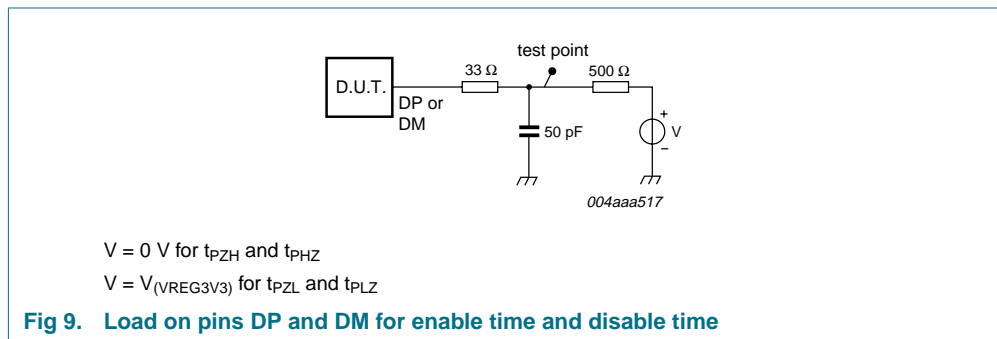 test point
33 Ω
500 Ω
D.U.T.
DP or
DM
50 pF
+
V
−
004aaa517
V = 0 V for tPZH and tPHZ
V = V(VREG3V3) for tPZL and tPLZ
Fig 9. Load on pins DP and DM for enable time and disable time